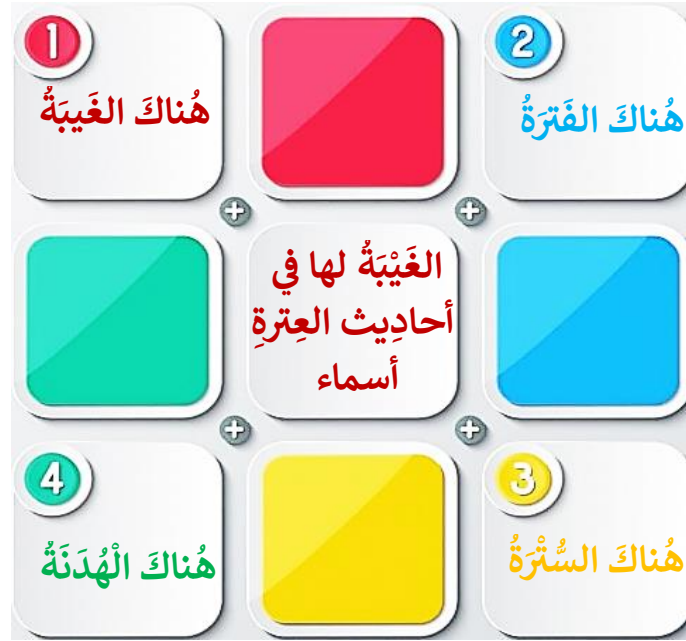 1
هُناكَ الغَيبَةُ
2
هُناكَ الفَترَةُ
الغَيْبَةُ لها في
أحادِيث العِترةِ
أسماء
4
هُناكَ الْهُدَنَةُ
3
هُناكَ السُّتْرَةُ